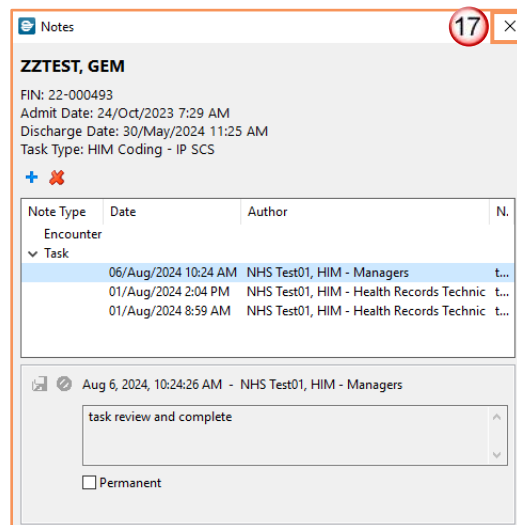 Notes
17
ZZTEST, GEM
FIN: 22-000493
Admit Date: 24/Oct/2023 7:29 AM
Discharge Date: 30/May/2024 11:25 AM
Task Type: HIM Coding - IP SCS
Note Type Date Author N.
Encounter
Task
06/Aug/2024 10:24 AM NHS Test01, HIM - Managers t...
01/Aug/2024 2:04 PM NHS Test01, HIM - Health Records Technic t...
01/Aug/2024 8:59 AM NHS Test01, HIM - Health Records Technic t...
Aug 6, 2024, 10:24:26 AM - NHS Test01, HIM - Managers
task review and complete
Permanent